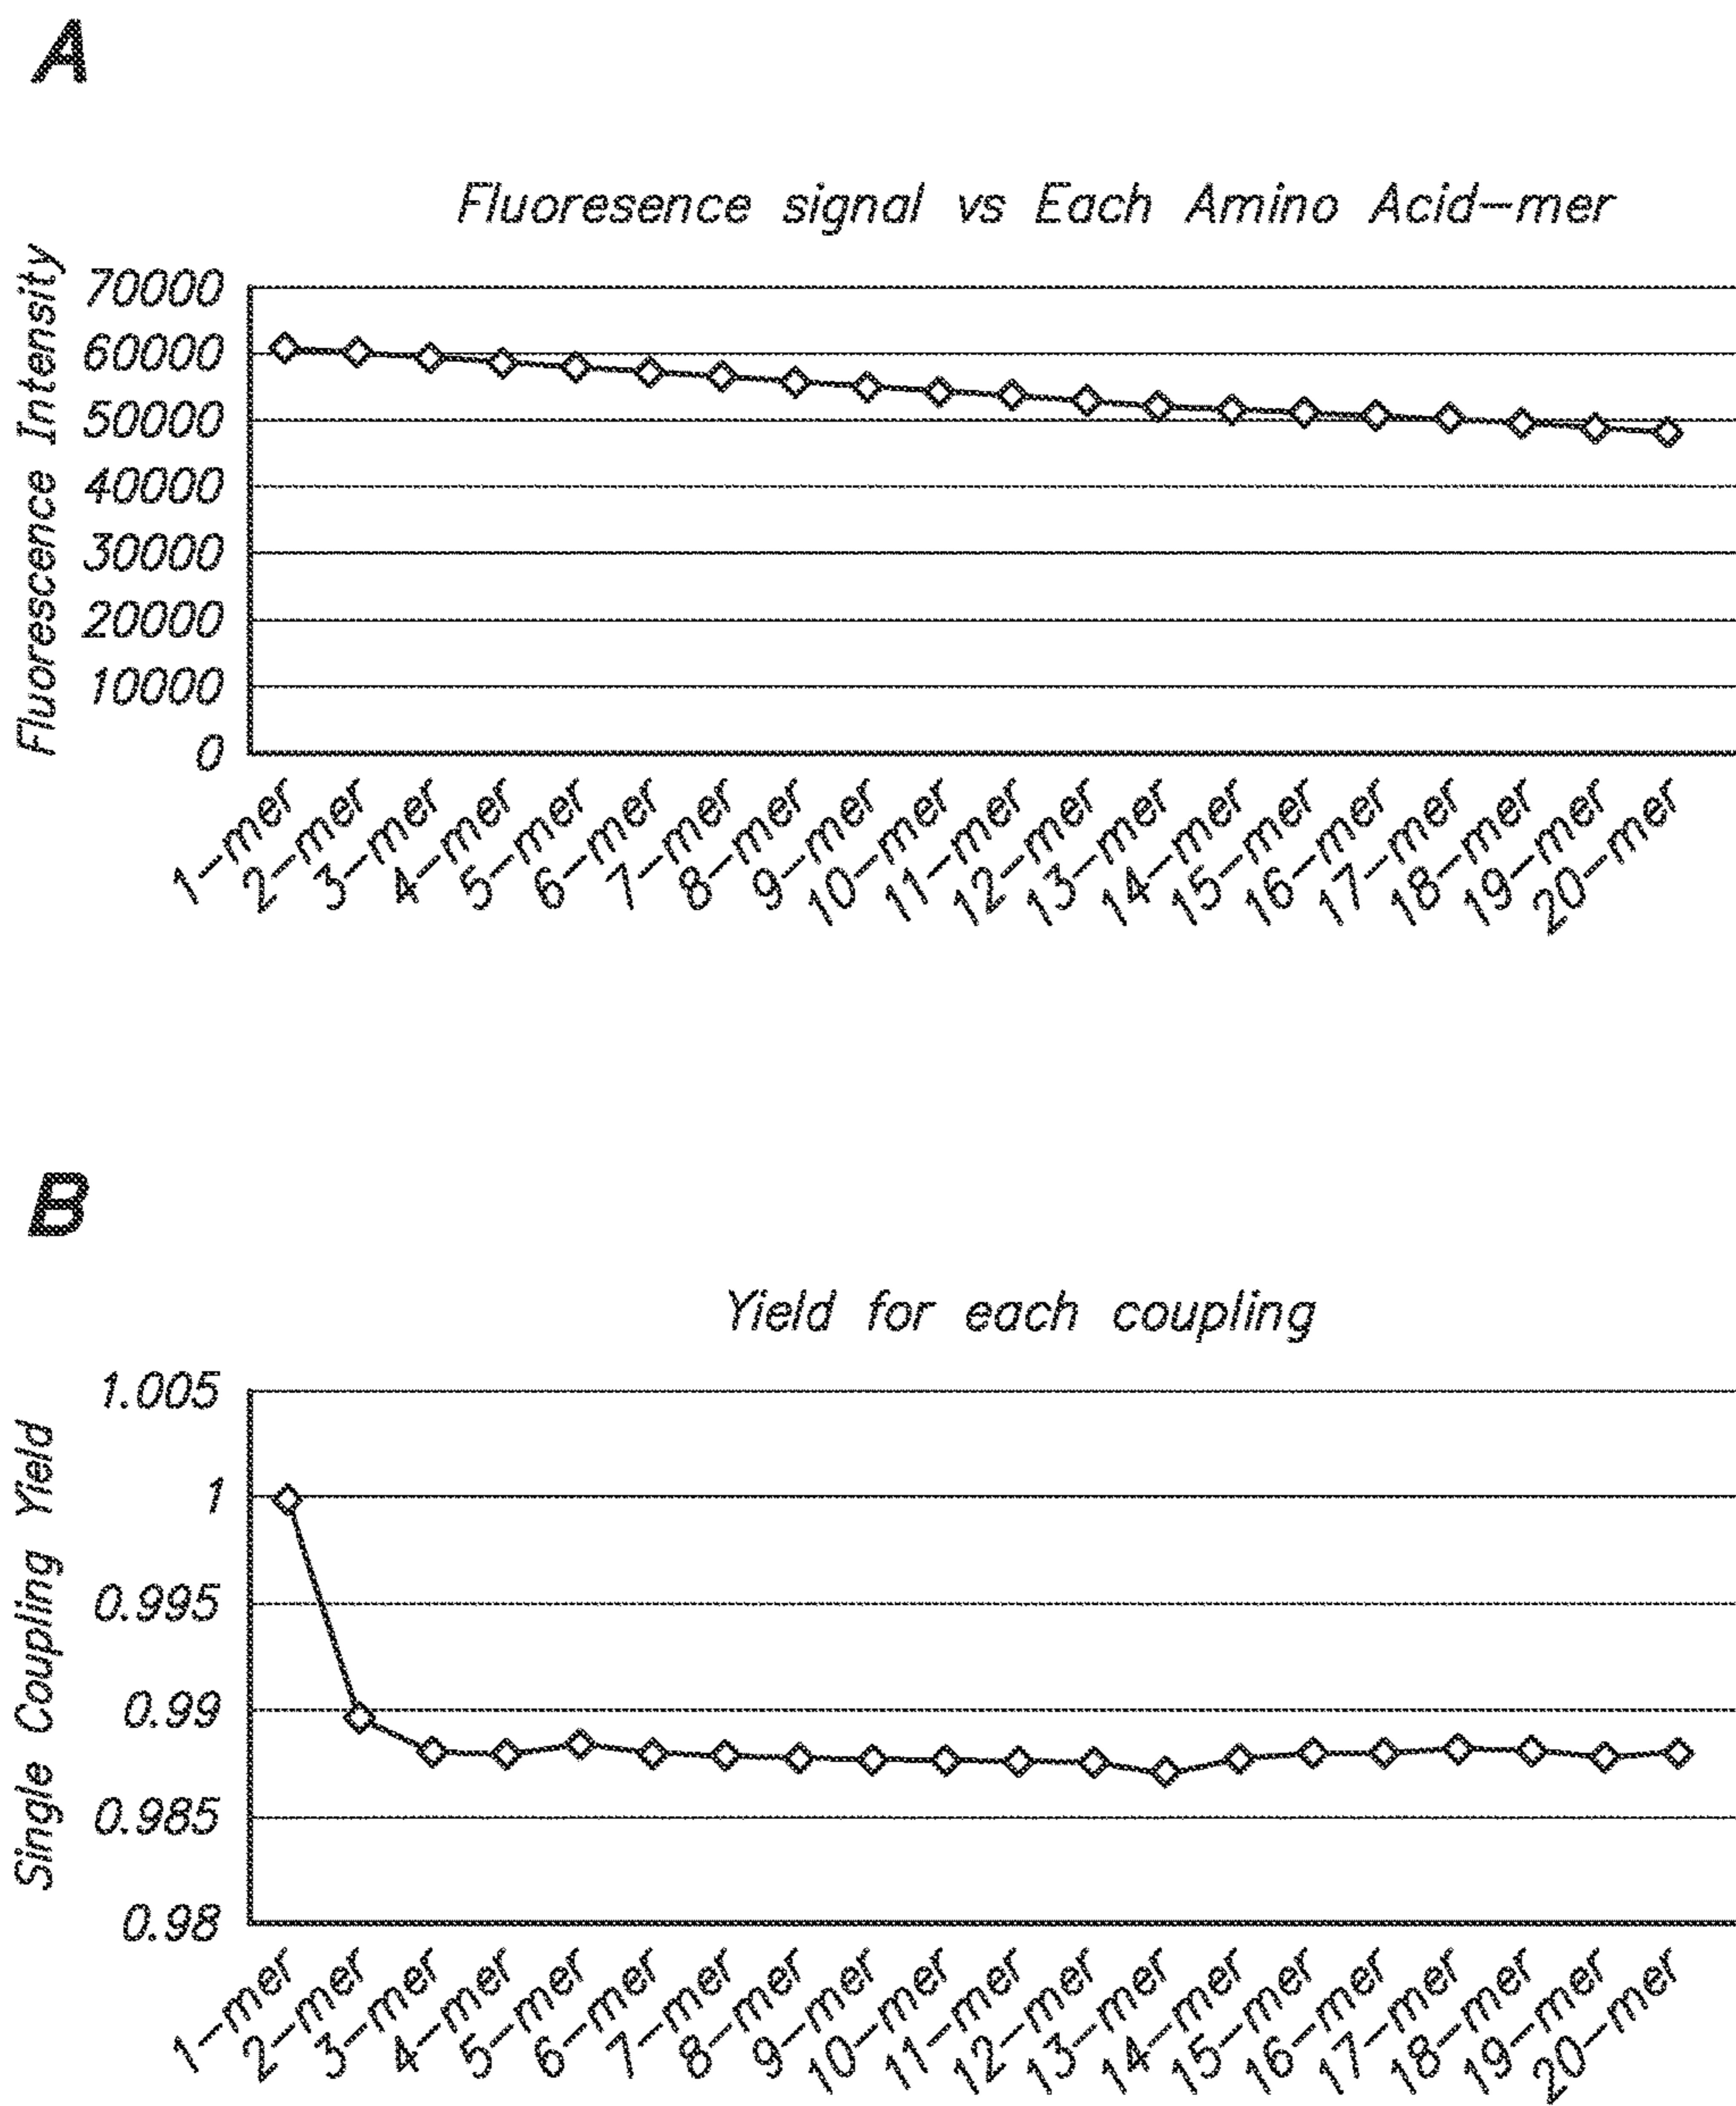 A
Fluoresence signal vs Each Amino Acid-mer
Fluorescence Intensity
70000
60000
50000
40000
30000
20000
10000
0
1-mer
2-mer
3-mer
4-mer
5-mer
6-mer
7-mer
8-mer
9-mer
10-mer
11-mer
12-mer
13-mer
14-mer
15-mer
16-mer
17-mer
18-mer
19-mer
20-mer
B
Yield for each coupling
Single Coupling Yield
1.005
1
0.995
0.99
0.985
0.98
1-mer
2-mer
3-mer
4-mer
5-mer
6-mer
7-mer
8-mer
9-mer
10-mer
11-mer
12-mer
13-mer
14-mer
15-mer
16-mer
17-mer
18-mer
19-mer
20-mer